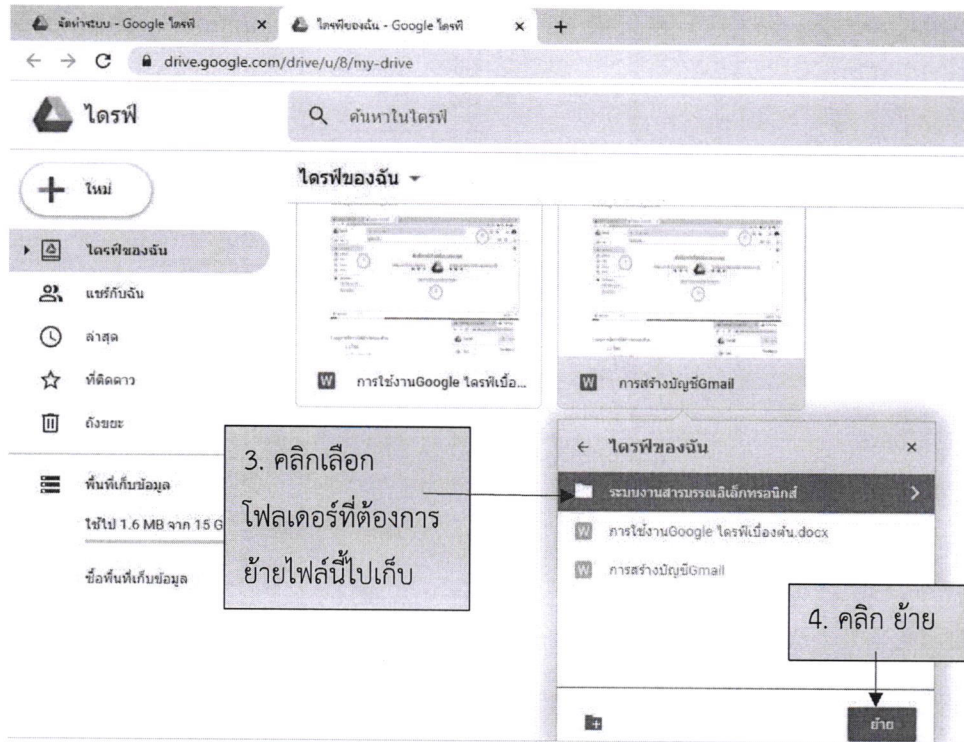 จัดทำระบบ - Google ไดรฟ์
ไดรฟ์ของฉัน - Google ไดรฟ์
drive.google.com/drive/u/8/my-drive
ไดรฟ์
ค้นหาในไดรฟ์
ใหม่
ไดรฟ์ของฉัน
ไดรฟ์ของฉัน
แชร์กับฉัน
ล่าสุด
ที่ติดดาว
ถังขยะ
พื้นที่เก็บข้อมูล
ใช้ไป 1.6 MB จาก 15 G
ซื้อพื้นที่เก็บข้อมูล
W การใช้งานGoogle ไดรฟ์เบื้อ...
W การสร้างบัญชีGmail
3. คลิกเลือก
โฟลเดอร์ที่ต้องการ
ย้ายไฟล์นี้ไปเก็บ
ไดรฟ์ของฉัน
ระบบงานสารบรรณอิเล็กทรอนิกส์
W การใช้งานGoogle ไดรฟ์เบื้องต้น.docx
W การสร้างบัญชีGmail
4. คลิก ย้าย
ย้าย